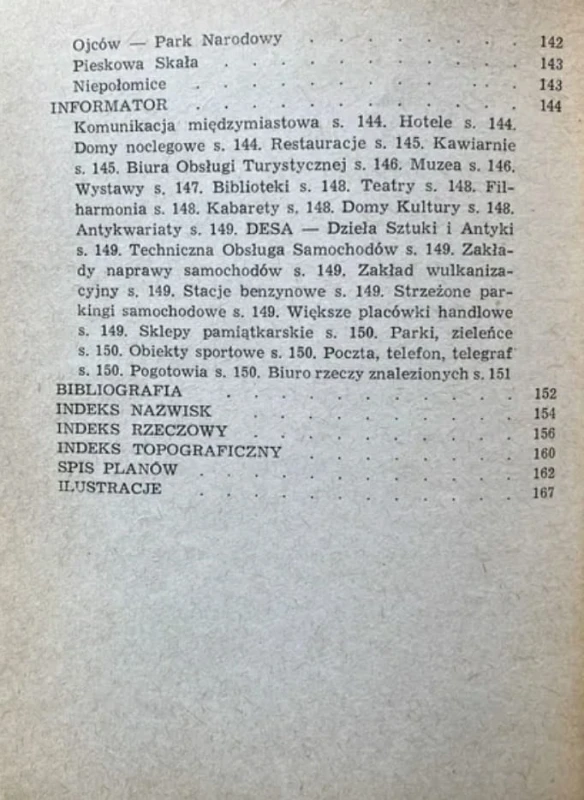 Ojców — Park Narodowy . . . . . . . . 142
Pieskowa Skała . . . . . . . . . . . 143
Niepołomice . . . . . . . . . . . 143
INFORMATOR . . . . . . . . . . . 144
Komunikacja międzymiastowa s. 144. Hotele s. 144.
Domy noclegowe s. 144. Restauracje s. 145. Kawiarnie
s. 145. Biura Obsługi Turystycznej s. 146. Muzea s. 146.
Wystawy s. 147. Biblioteki s. 148. Teatry s. 148. Fil-
harmonia s. 148. Kabarety s. 148. Domy Kultury s. 148.
Antykwariaty s. 149. DESA — Dzieła Sztuki i Antyki
s. 149. Techniczna Obsługa Samochodów s. 149. Zakła-
dy naprawy samochodów s. 149. Zakład wulkaniza-
cyjny s. 149. Stacje benzynowe s. 149. Strzeżone par-
kingi samochodowe s. 149. Większe placówki handlowe
s. 149. Sklepy pamiątkarskie s. 150. Parki, zieleńce
s. 150. Obiekty sportowe s. 150. Poczta, telefon, telegraf
s. 150. Pogotowia s. 150. Biuro rzeczy znalezionych s. 151
BIBLIOGRAFIA . . . . . . . . . . . 152
INDEKS NAZWISK . . . . . . . . . . 154
INDEKS RZECZOWY . . . . . . . . . . 156
INDEKS TOPOGRAFICZNY . . . . . . . . 160
SPIS PLANÓW . . . . . . . . . . . . 162
ILUSTRACJE . . . . . . . . . . . . 167